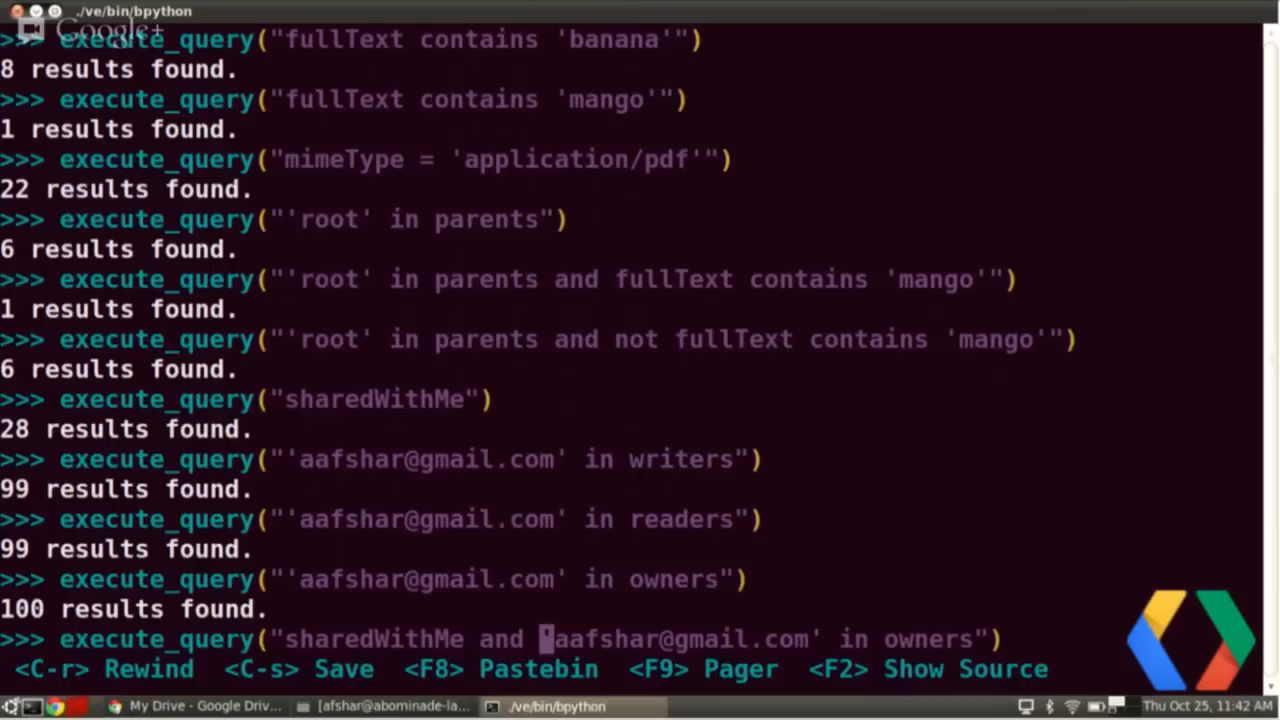 ./ve/bin/bpython
Google+
>>> execute_query("fullText contains 'banana'")
8 results found.
>>> execute_query("fullText contains 'mango'")
1 results found.
>>> execute_query("mimeType = 'application/pdf'")
22 results found.
>>> execute_query("'root' in parents")
6 results found.
>>> execute_query("'root' in parents and fullText contains 'mango'")
1 results found.
>>> execute_query("'root' in parents and not fullText contains 'mango'")
6 results found.
>>> execute_query("sharedWithMe")
28 results found.
>>> execute_query("'aafshar@gmail.com' in writers")
99 results found.
>>> execute_query("'aafshar@gmail.com' in readers")
99 results found.
>>> execute_query("'aafshar@gmail.com' in owners")
100 results found.
>>> execute_query("sharedWithMe and 'aafshar@gmail.com' in owners")
<C-r> Rewind <C-s> Save <F8> Pastebin <F9> Pager <F2> Show Source
My Drive - Google Driv... [afshar@abominade-la... ./ve/bin/bpython Thu Oct 25, 11:42 AM